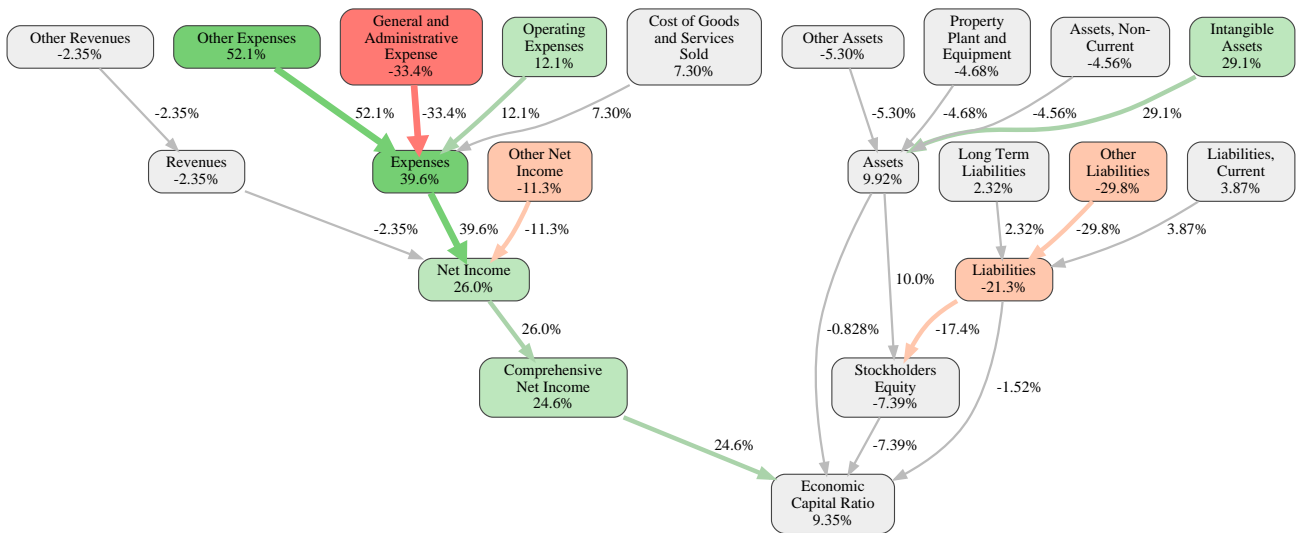 Other Revenues
-2.35%
Other Expenses
52.1%
General and
Administrative
Expense
-33.4%
Operating
Expenses
12.1%
Cost of Goods
and Services
Sold
7.30%
Other Assets
-5.30%
Property
Plant and
Equipment
-4.68%
Assets, Non-
Current
-4.56%
Intangible
Assets
29.1%
-2.35%
52.1%
-33.4%
12.1%
7.30%
-5.30%
-4.68%
-4.56%
29.1%
Revenues
-2.35%
Expenses
39.6%
Other Net
Income
-11.3%
Assets
9.92%
Long Term
Liabilities
2.32%
Other
Liabilities
-29.8%
Liabilities,
Current
3.87%
-2.35%
39.6%
-11.3%
2.32%
-29.8%
3.87%
Net Income
26.0%
10.0%
Liabilities
-21.3%
26.0%
-0.828%
-17.4%
-1.52%
Comprehensive
Net Income
24.6%
Stockholders
Equity
-7.39%
24.6%
-7.39%
Economic
Capital Ratio
9.35%